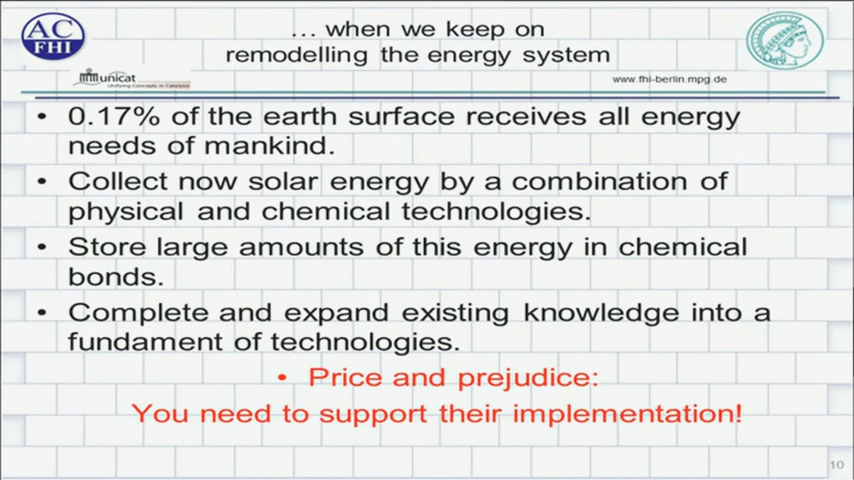 AC
FHI
... when we keep on
remodelling the energy system
unicat
Unifying Concepts in Catalysis
www.fhi-berlin.mpg.de
• 0.17% of the earth surface receives all energy
needs of mankind.
• Collect now solar energy by a combination of
physical and chemical technologies.
• Store large amounts of this energy in chemical
bonds.
• Complete and expand existing knowledge into a
fundament of technologies.
• Price and prejudice:
You need to support their implementation!
10